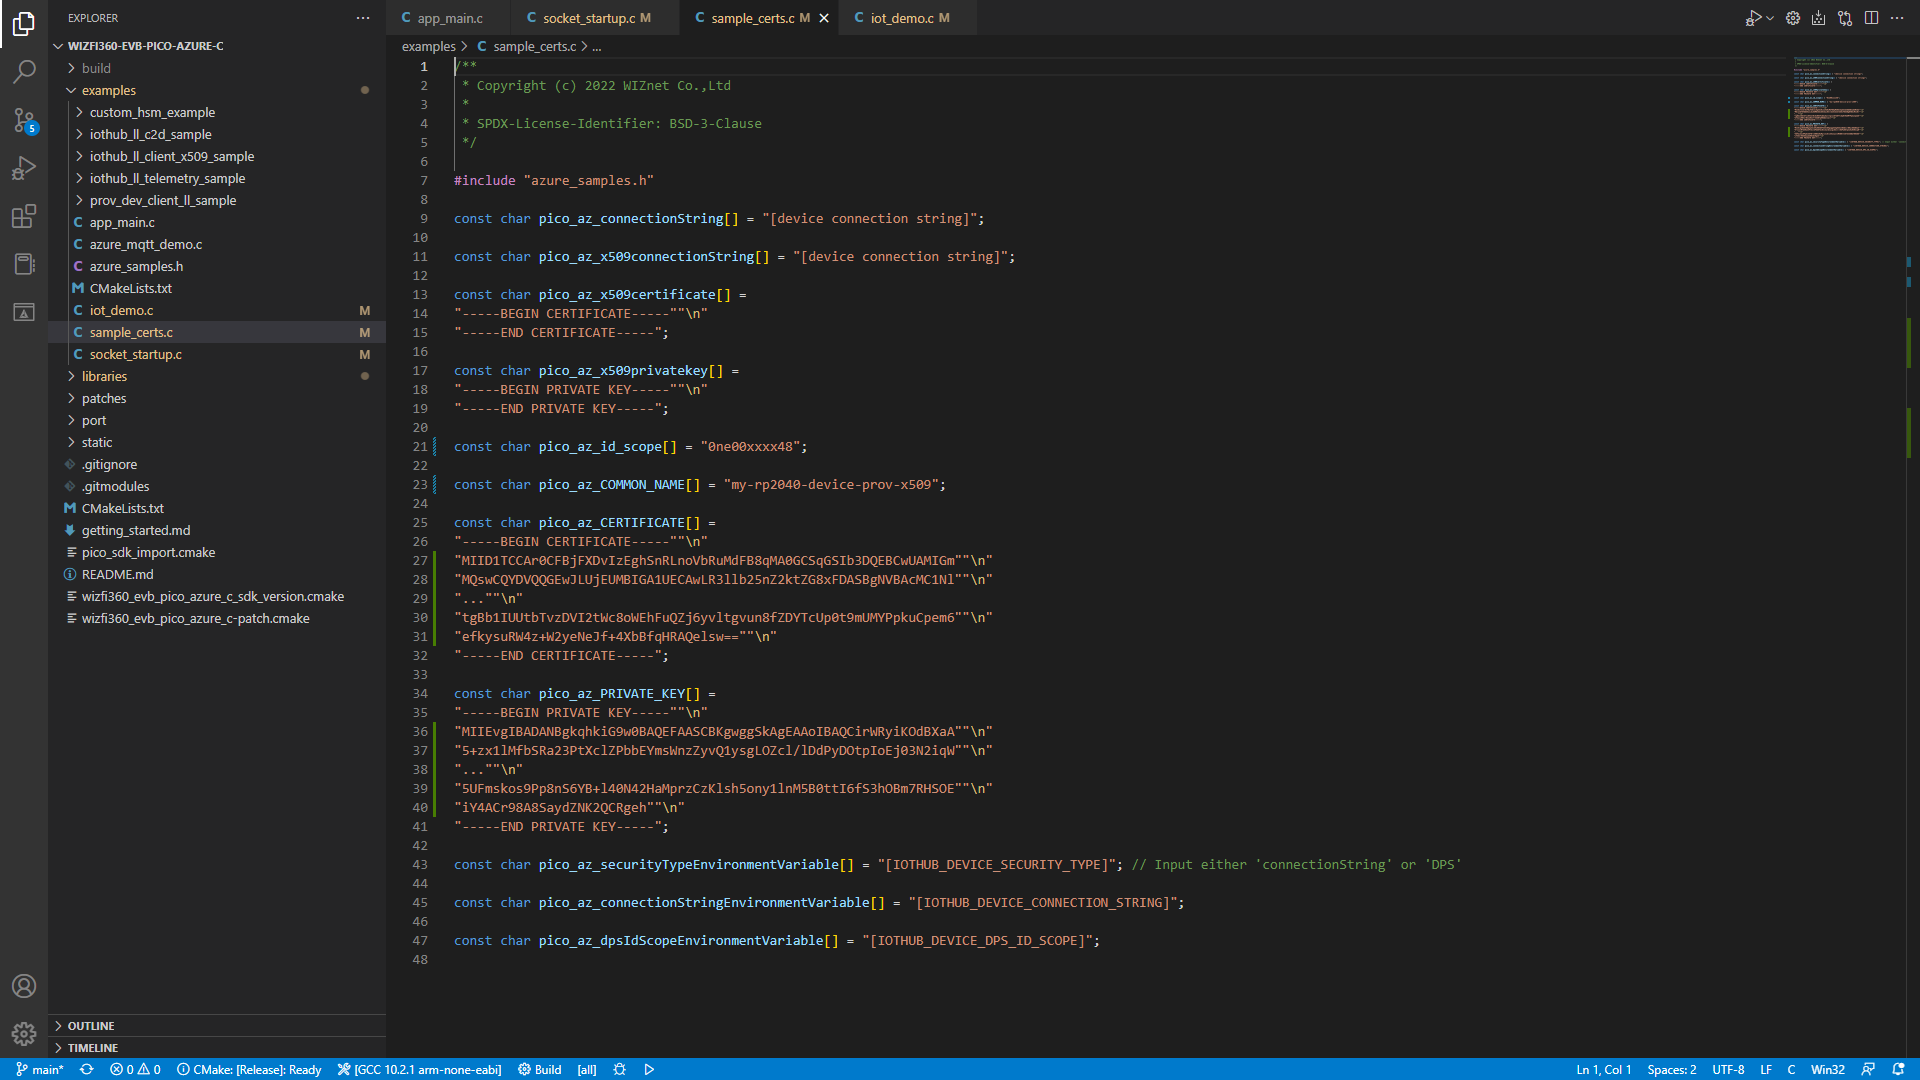 EXPLORER
WIZFI360-EVB-PICO-AZURE-C
build
examples
custom_hsm_example
iothub_ll_c2d_sample
iothub_ll_client_x509_sample
iothub_ll_telemetry_sample
prov_dev_client_ll_sample
C app_main.c
C azure_mqtt_demo.c
C azure_samples.h
M CMakeLists.txt
C iot_demo.c M
C sample_certs.c M
C socket_startup.c M
libraries
patches
port
static
.gitignore
.gitmodules
M CMakeLists.txt
getting_started.md
pico_sdk_import.cmake
README.md
wizfi360_evb_pico_azure_c_sdk_version.cmake
wizfi360_evb_pico_azure_c-patch.cmake
OUTLINE
TIMELINE
5
C app_main.c
C socket_startup.c M
C sample_certs.c M
C iot_demo.c M
examples > C sample_certs.c > ...
1 /**
2 * Copyright (c) 2022 WIZnet Co.,Ltd
3 *
4 * SPDX-License-Identifier: BSD-3-Clause
5 */
6
7 #include "azure_samples.h"
8
9 const char pico_az_connectionString[] = "[device connection string]";
10
11 const char pico_az_x509connectionString[] = "[device connection string]";
12
13 const char pico_az_x509certificate[] =
14 "-----BEGIN CERTIFICATE-----""\n"
15 "-----END CERTIFICATE-----";
16
17 const char pico_az_x509privatekey[] =
18 "-----BEGIN PRIVATE KEY-----""\n"
19 "-----END PRIVATE KEY-----";
20
21 const char pico_az_id_scope[] = "0ne00xxxx48";
22
23 const char pico_az_COMMON_NAME[] = "my-rp2040-device-prov-x509";
24
25 const char pico_az_CERTIFICATE[] =
26 "-----BEGIN CERTIFICATE-----""\n"
27 "MIID1TCCAr0CFBjFXDvIzEghSnRLnoVbRuMdFB8qMA0GCSqGSIb3DQEBCwUAMIGm""\n"
28 "MQswCQYDVQQGEwJLUjEUMBIGA1UECAwLR3llb25nZ2ktZG8xFDASBgNVBAcMC1Nl""\n"
29 "...""\n"
30 "tgBb1IUUtbTvzDVI2tWc8oWEhFuQZj6yvltgvun8fZDYTcUp0t9mUMYPpkuCpem6""\n"
31 "efkysuRW4z+W2yeNeJf+4XbBfqHRAQelsw==""\n"
32 "-----END CERTIFICATE-----";
33
34 const char pico_az_PRIVATE_KEY[] =
35 "-----BEGIN PRIVATE KEY-----""\n"
36 "MIIEvgIBADANBgkqhkiG9w0BAQEFAASCBKgwggSkAgEAAoIBAQCirWRyiKOdBXaA""\n"
37 "5+zx1lMfbSRa23PtXclZPbbEYmsWnzZyvQ1ysgLOZcl/lDdPyDOtpIoEj03N2iqW""\n"
38 "...""\n"
39 "5UFmskos9Pp8nS6YB+l40N42HaMprzCzKlsh5ony1lnM5B0ttI6fS3hOBm7RHSOE""\n"
40 "iY4ACr98A8SaydZNK2QCRgeh""\n"
41 "-----END PRIVATE KEY-----";
42
43 const char pico_az_securityTypeEnvironmentVariable[] = "[IOTHUB_DEVICE_SECURITY_TYPE]"; // Input either 'connectionString' or 'DPS'
44
45 const char pico_az_connectionStringEnvironmentVariable[] = "[IOTHUB_DEVICE_CONNECTION_STRING]";
46
47 const char pico_az_dpsIdScopeEnvironmentVariable[] = "[IOTHUB_DEVICE_DPS_ID_SCOPE]";
48
main* 0 0 CMake: [Release]: Ready [GCC 10.2.1 arm-none-eabi] Build [all] Ln 1, Col 1 Spaces: 2 UTF-8 LF C Win32